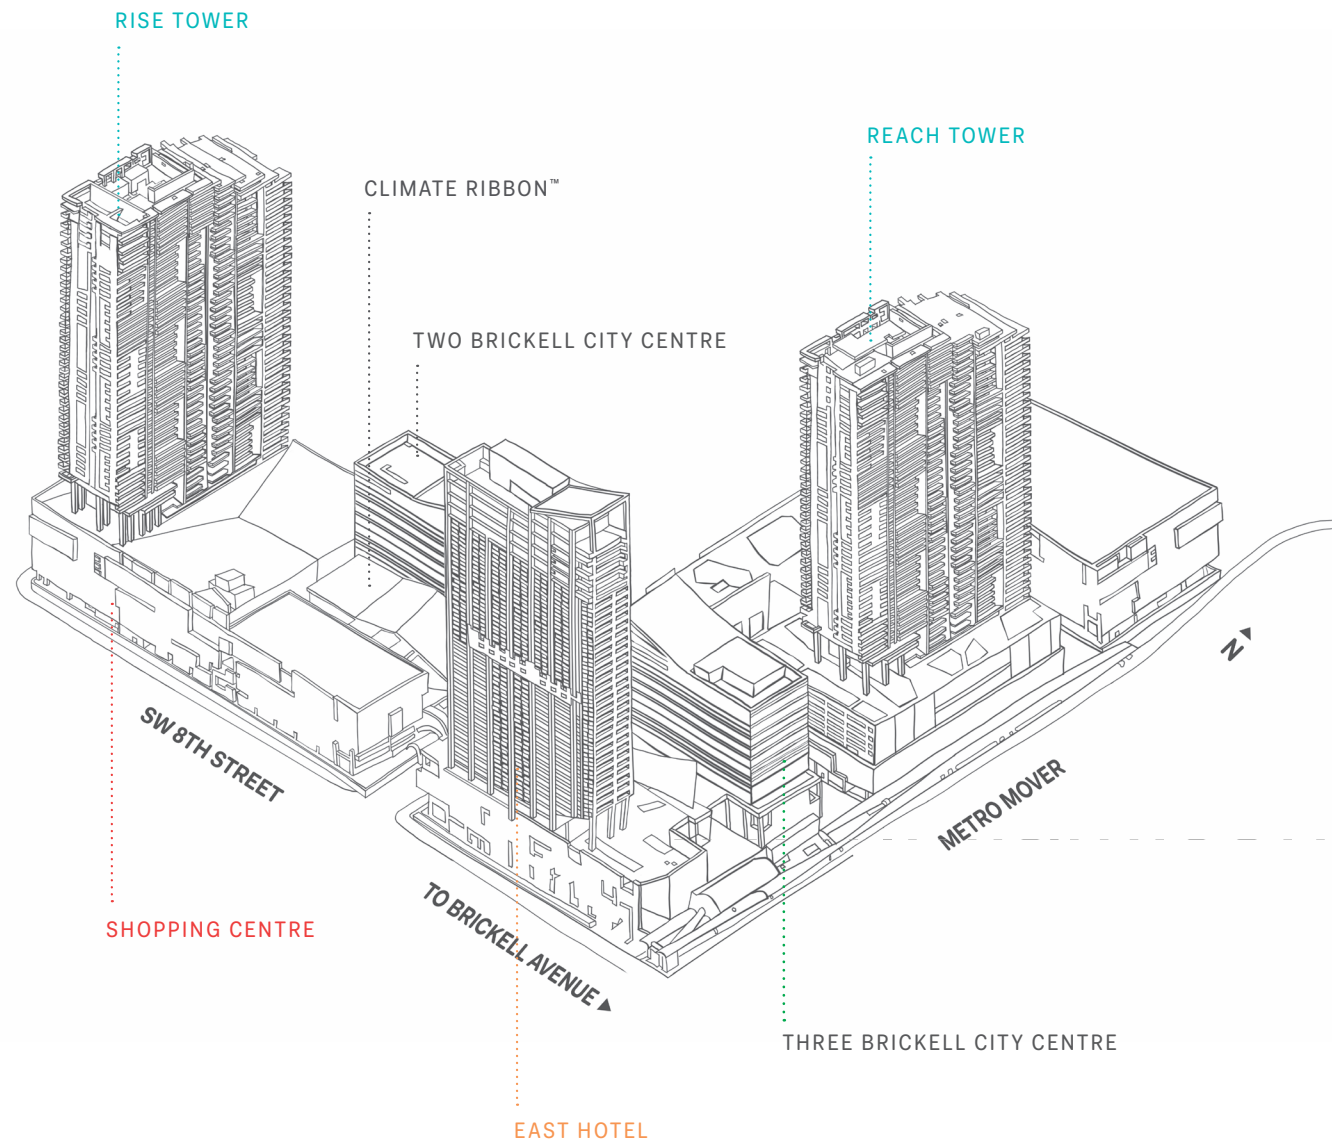 RISE TOWER
REACH TOWER
CLIMATE RIBBON™
TWO BRICKELL CITY CENTRE
N
SW 8TH STREET
METRO MOVER
SHOPPING CENTRE
TO BRICKELL AVENUE
THREE BRICKELL CITY CENTRE
EAST HOTEL